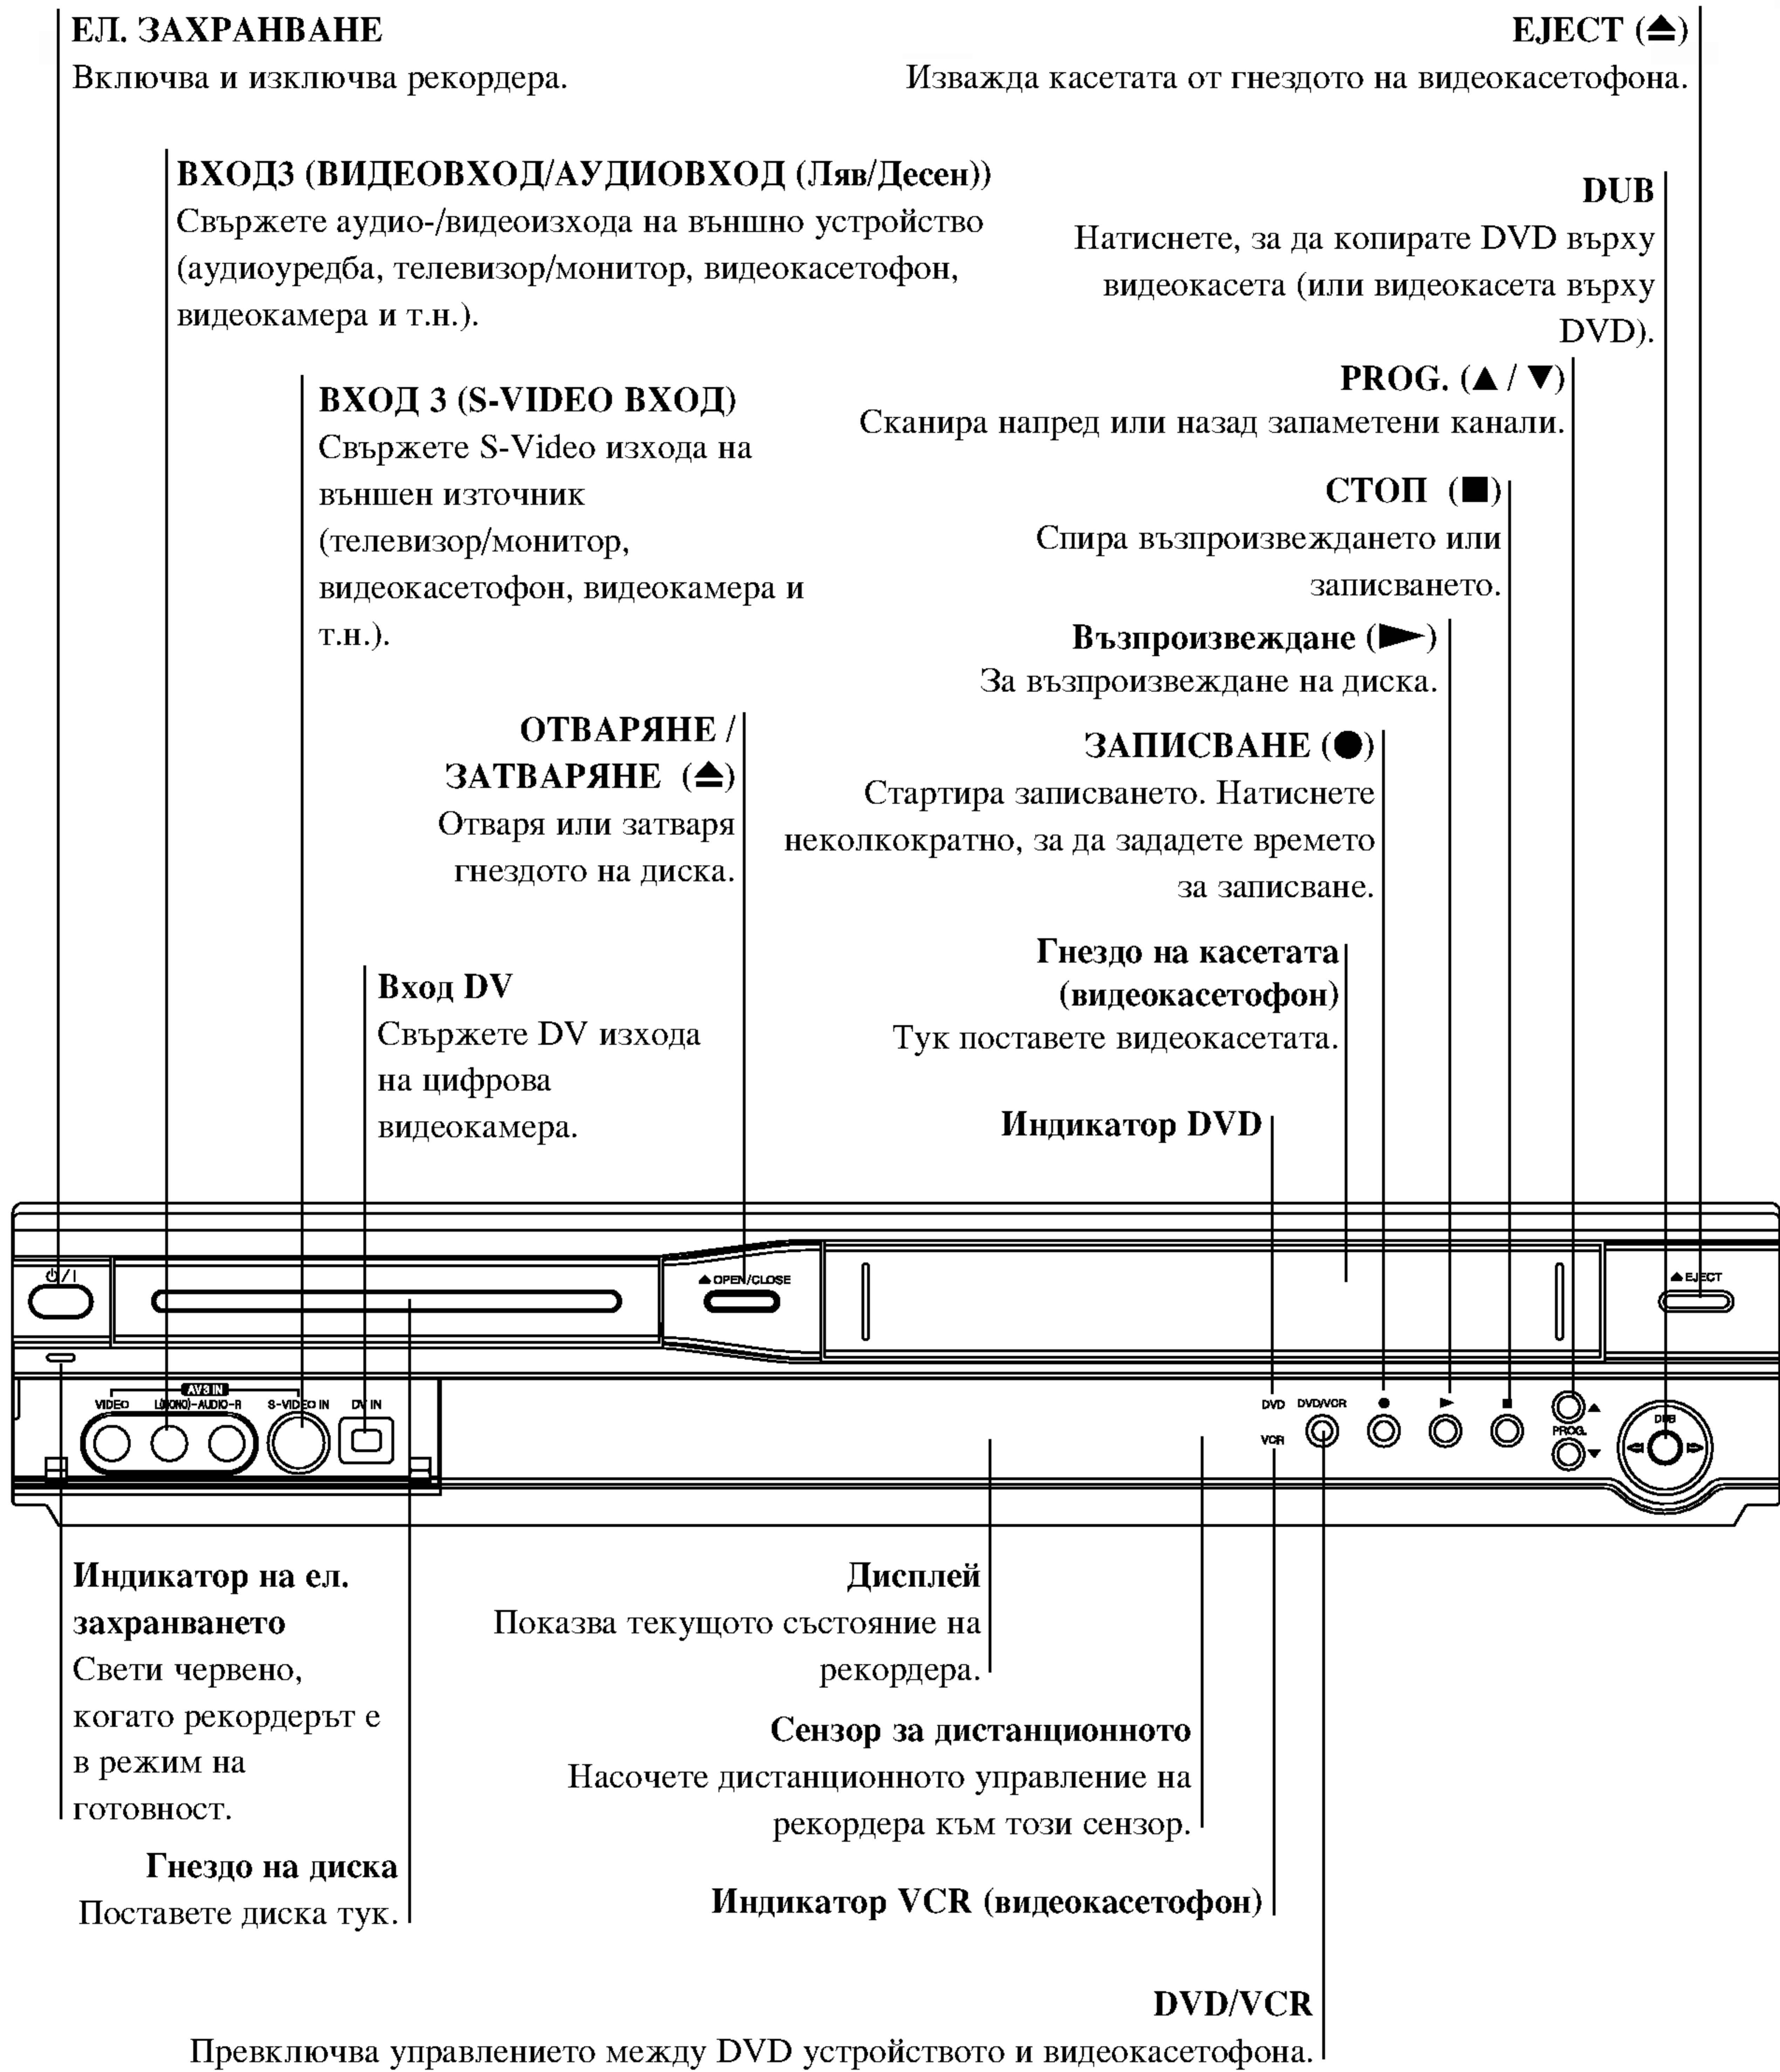 ЕЛ. ЗАХРАНВАНЕ
Включва и изключва рекордера.
EJECT (⏏)
Изважда касетата от гнездото на видеокасетофона.
ВХОД3 (ВИДЕОВХОД/АУДИОВХОД (Ляв/Десен))
Свържете аудио-/видеоизхода на външно устройство
(аудиоуредба, телевизор/монитор, видеокасетофон,
видеокамера и т.н.).
DUB
Натиснете, за да копирате DVD върху
видеокасета (или видеокасета върху
DVD).
ВХОД 3 (S-VIDEO ВХОД)
Свържете S-Video изхода на
външен източник
(телевизор/монитор,
видеокасетофон, видеокамера и
т.н.).
PROG. (▲ / ▼)
Сканира напред или назад запаметени канали.
СТОП (■)
Спира възпроизвеждането или
записването.
Възпроизвеждане (►)
За възпроизвеждане на диска.
ОТВАРЯНЕ /
ЗАТВАРЯНЕ (⏏)
Отваря или затваря
гнездото на диска.
ЗАПИСВАНЕ (●)
Стартира записването. Натиснете
неколкократно, за да зададете времето
за записване.
Вход DV
Свържете DV изхода
на цифрова
видеокамера.
Гнездо на касетата
(видеокасетофон)
Тук поставете видеокасетата.
Индикатор DVD
⏻/I
▲ OPEN/CLOSE
▲ EJECT
AV3 IN
VIDEO L(MONO)-AUDIO-R S-VIDEO IN DV IN
DVD DVD/VCR ● ► ■ ▲
VCR
PROG.
▼
DUB
Индикатор на ел.
захранването
Свети червено,
когато рекордерът е
в режим на
готовност.
Гнездо на диска
Поставете диска тук.
Дисплей
Показва текущото състояние на
рекордера.
Сензор за дистанционното
Насочете дистанционното управление на
рекордера към този сензор.
Индикатор VCR (видеокасетофон)
DVD/VCR
Превключва управлението между DVD устройството и видеокасетофона.